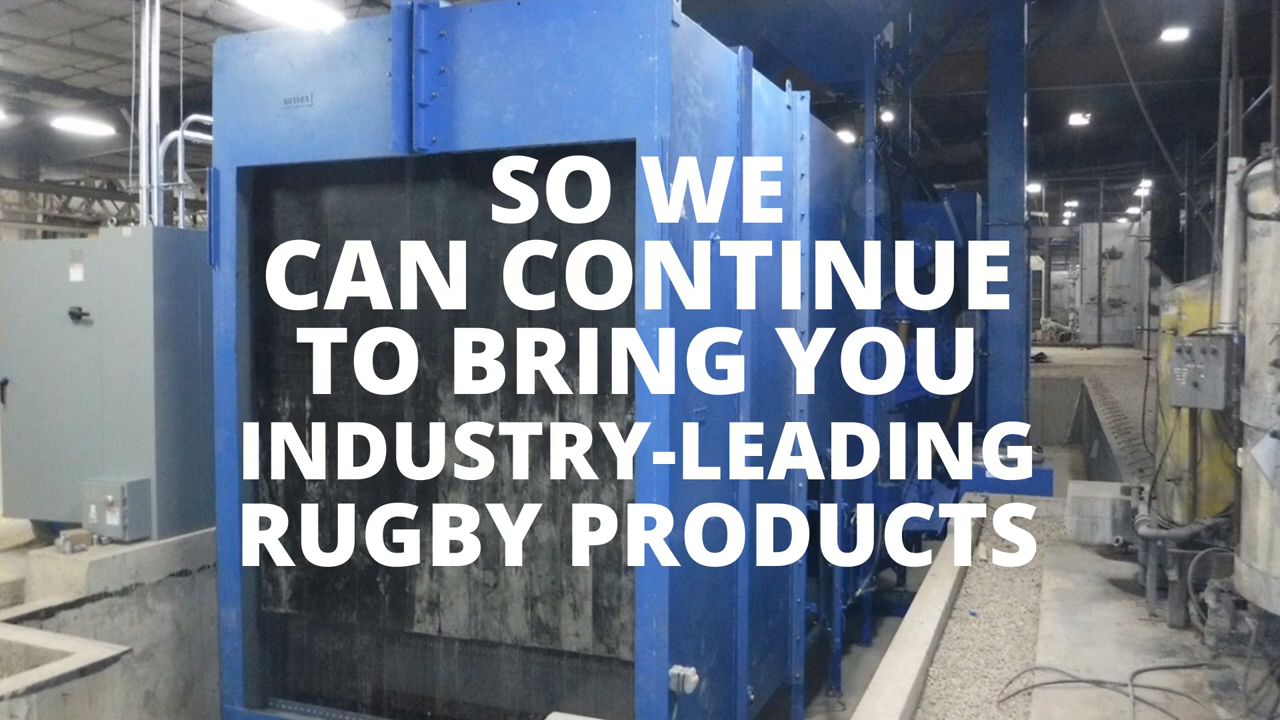 SO WE
CAN CONTINUE
TO BRING YOU
INDUSTRY-LEADING
RUGBY PRODUCTS